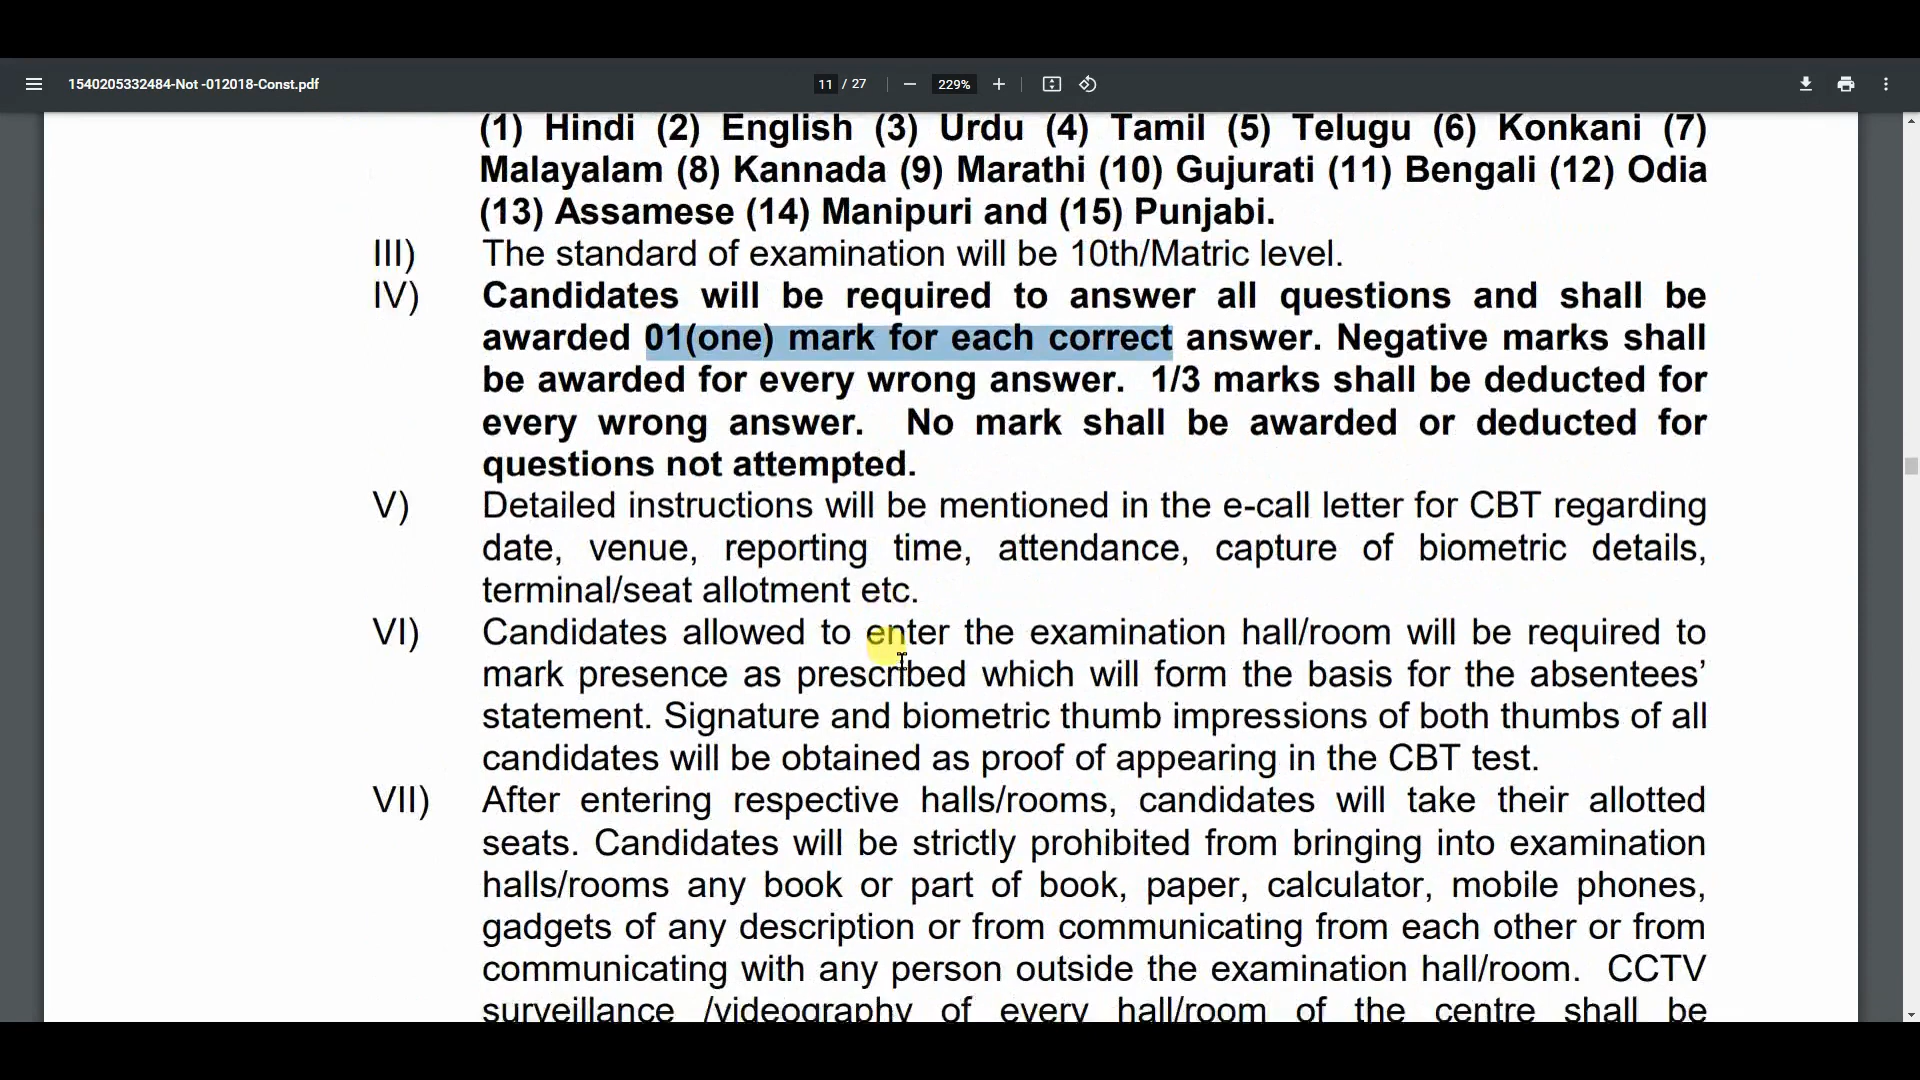 1540205332484-Not -012018-Const.pdf
11 / 27
229%
(1) Hindi (2) English (3) Urdu (4) Tamil (5) Telugu (6) Konkani (7)
Malayalam (8) Kannada (9) Marathi (10) Gujurati (11) Bengali (12) Odia
(13) Assamese (14) Manipuri and (15) Punjabi.
III) The standard of examination will be 10th/Matric level.
IV) Candidates will be required to answer all questions and shall be
awarded 01(one) mark for each correct answer. Negative marks shall
be awarded for every wrong answer. 1/3 marks shall be deducted for
every wrong answer. No mark shall be awarded or deducted for
questions not attempted.
V) Detailed instructions will be mentioned in the e-call letter for CBT regarding
date, venue, reporting time, attendance, capture of biometric details,
terminal/seat allotment etc.
VI) Candidates allowed to enter the examination hall/room will be required to
mark presence as prescribed which will form the basis for the absentees’
statement. Signature and biometric thumb impressions of both thumbs of all
candidates will be obtained as proof of appearing in the CBT test.
VII) After entering respective halls/rooms, candidates will take their allotted
seats. Candidates will be strictly prohibited from bringing into examination
halls/rooms any book or part of book, paper, calculator, mobile phones,
gadgets of any description or from communicating from each other or from
communicating with any person outside the examination hall/room. CCTV
surveillance /videography of every hall/room of the centre shall be